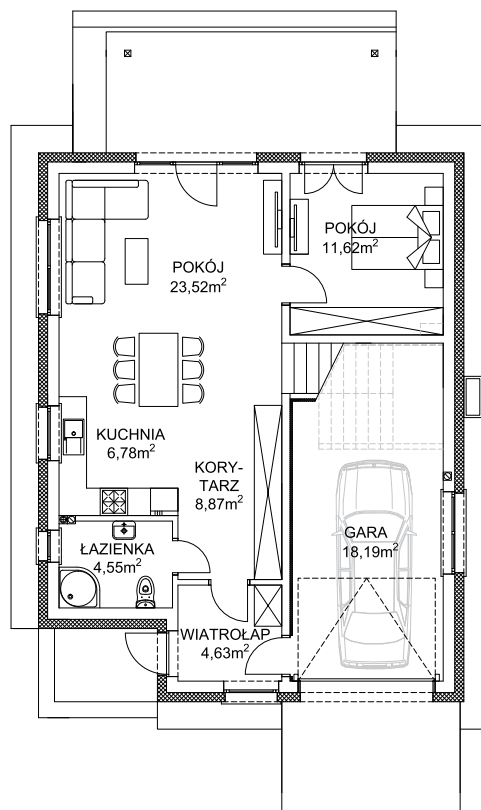 POKÓJ
23,52m²
POKÓJ
11,62m²
KUCHNIA
6,78m²
KORY-
TARZ
8,87m²
ŁAZIENKA
4,55m²
GARA
18,19m²
WIATROŁAP
4,63m²